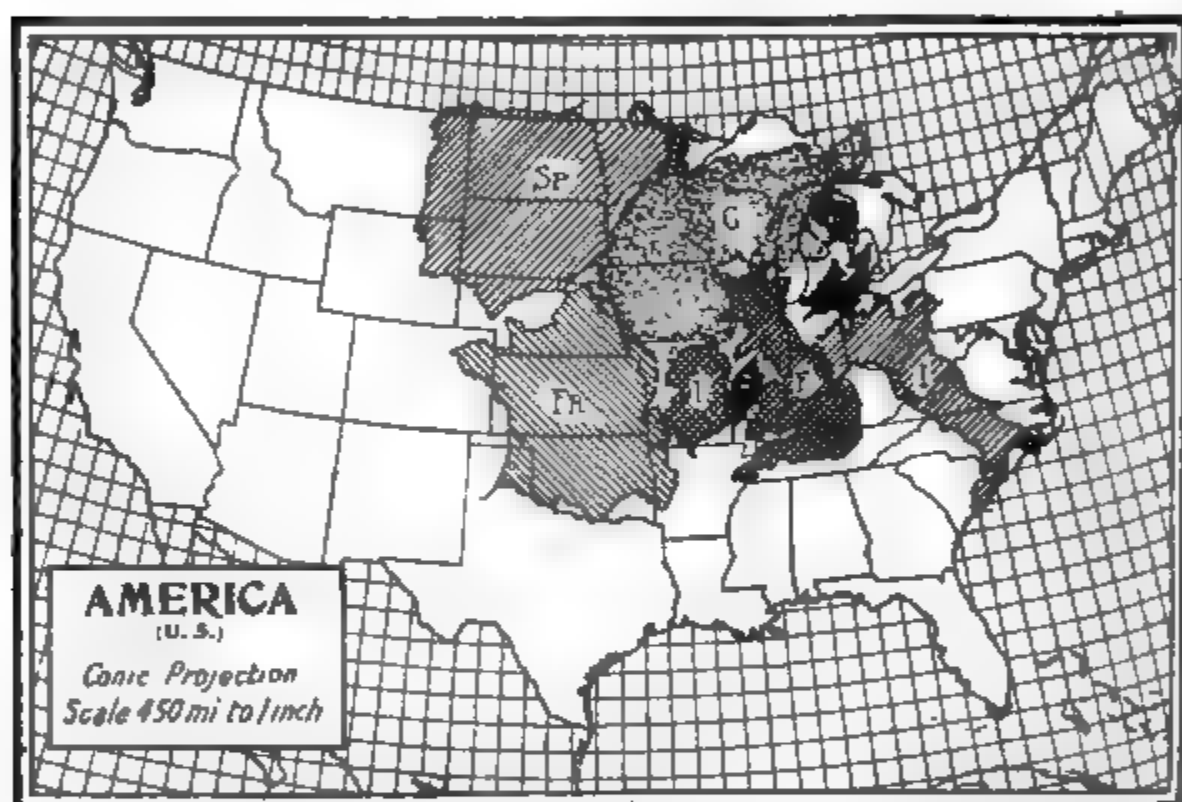 Sp
G
I
F
I
Fr
AMERICA
(U.S.)
Conic Projection
Scale 450 mi to 1 inch